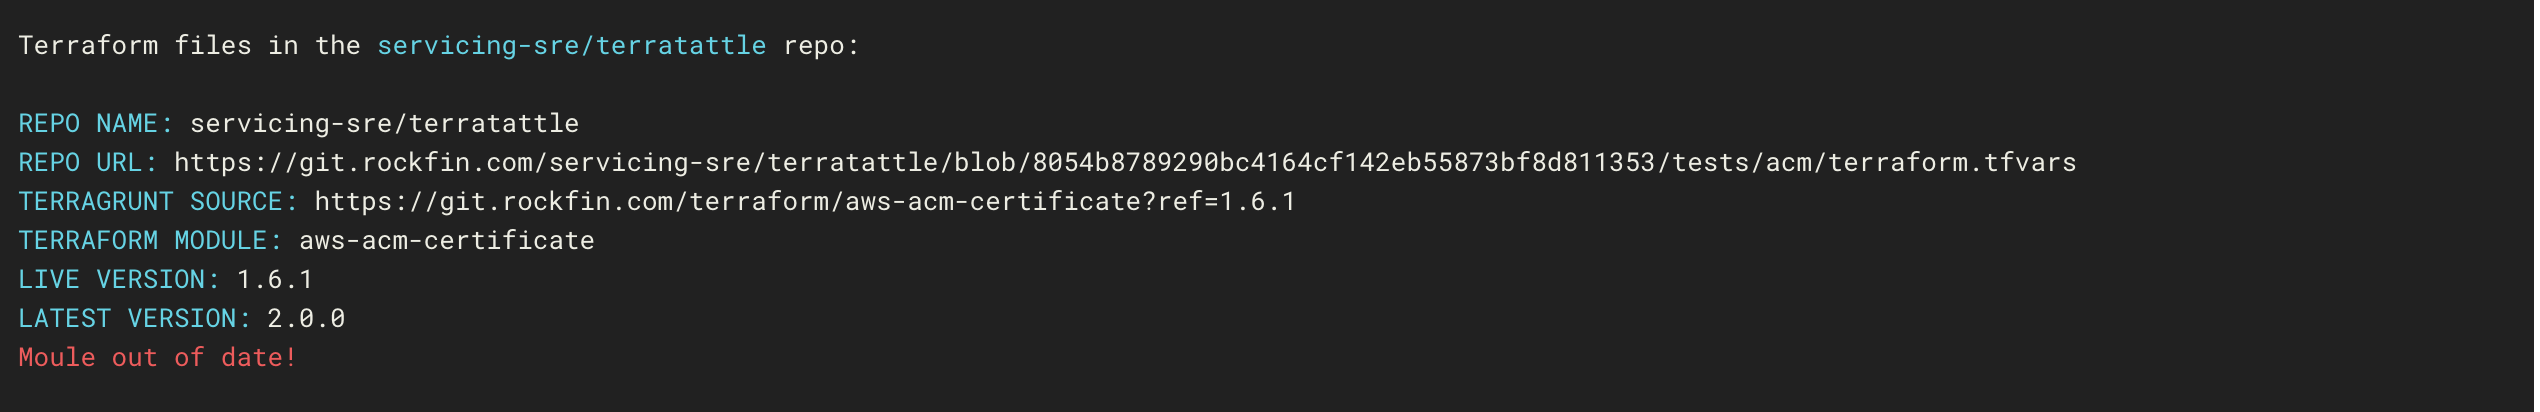 Terraform files in the servicing-sre/terratattle repo:
REPO NAME: servicing-sre/terratattle
REPO URL: https://git.rockfin.com/servicing-sre/terratattle/blob/8054b8789290bc4164cf142eb55873bf8d811353/tests/acm/terraform.tfvars
TERRAGRUNT SOURCE: https://git.rockfin.com/terraform/aws-acm-certificate?ref=1.6.1
TERRAFORM MODULE: aws-acm-certificate
LIVE VERSION: 1.6.1
LATEST VERSION: 2.0.0
Moule out of date!